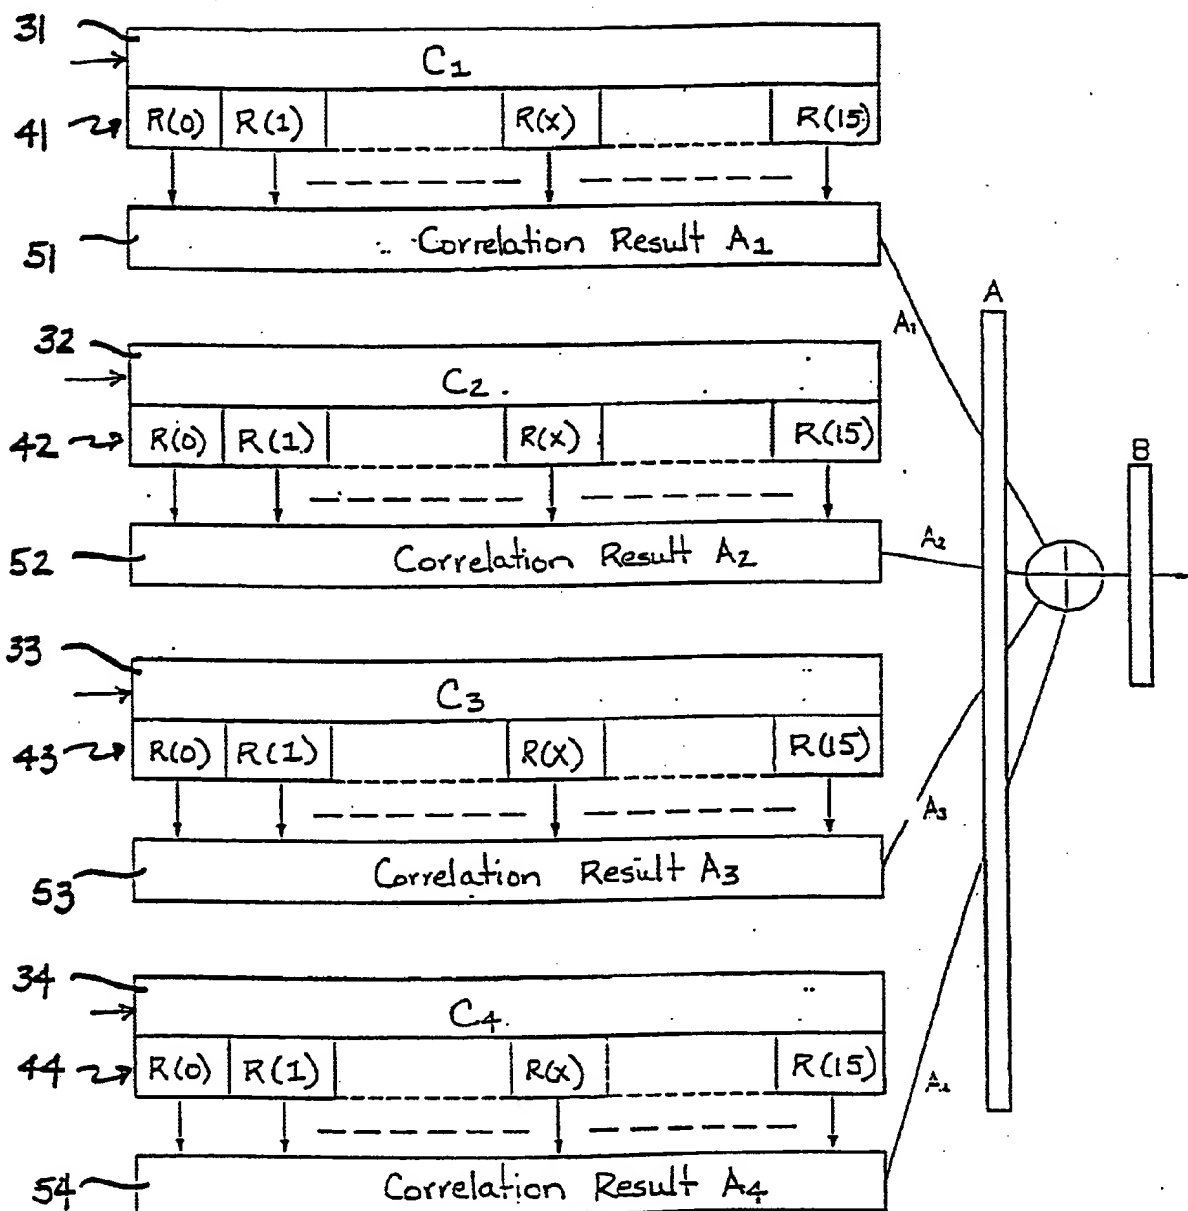 31
C1
41
R(0) R(1) R(x) R(15)
51
Correlation Result A1
A
A1
32
C2
42
R(0) R(1) R(x) R(15)
B
52
Correlation Result A2
A2
33
C3
43
R(0) R(1) R(x) R(15)
A3
53
Correlation Result A3
34
C4
44
R(0) R(1) R(x) R(15)
54
Correlation Result A4